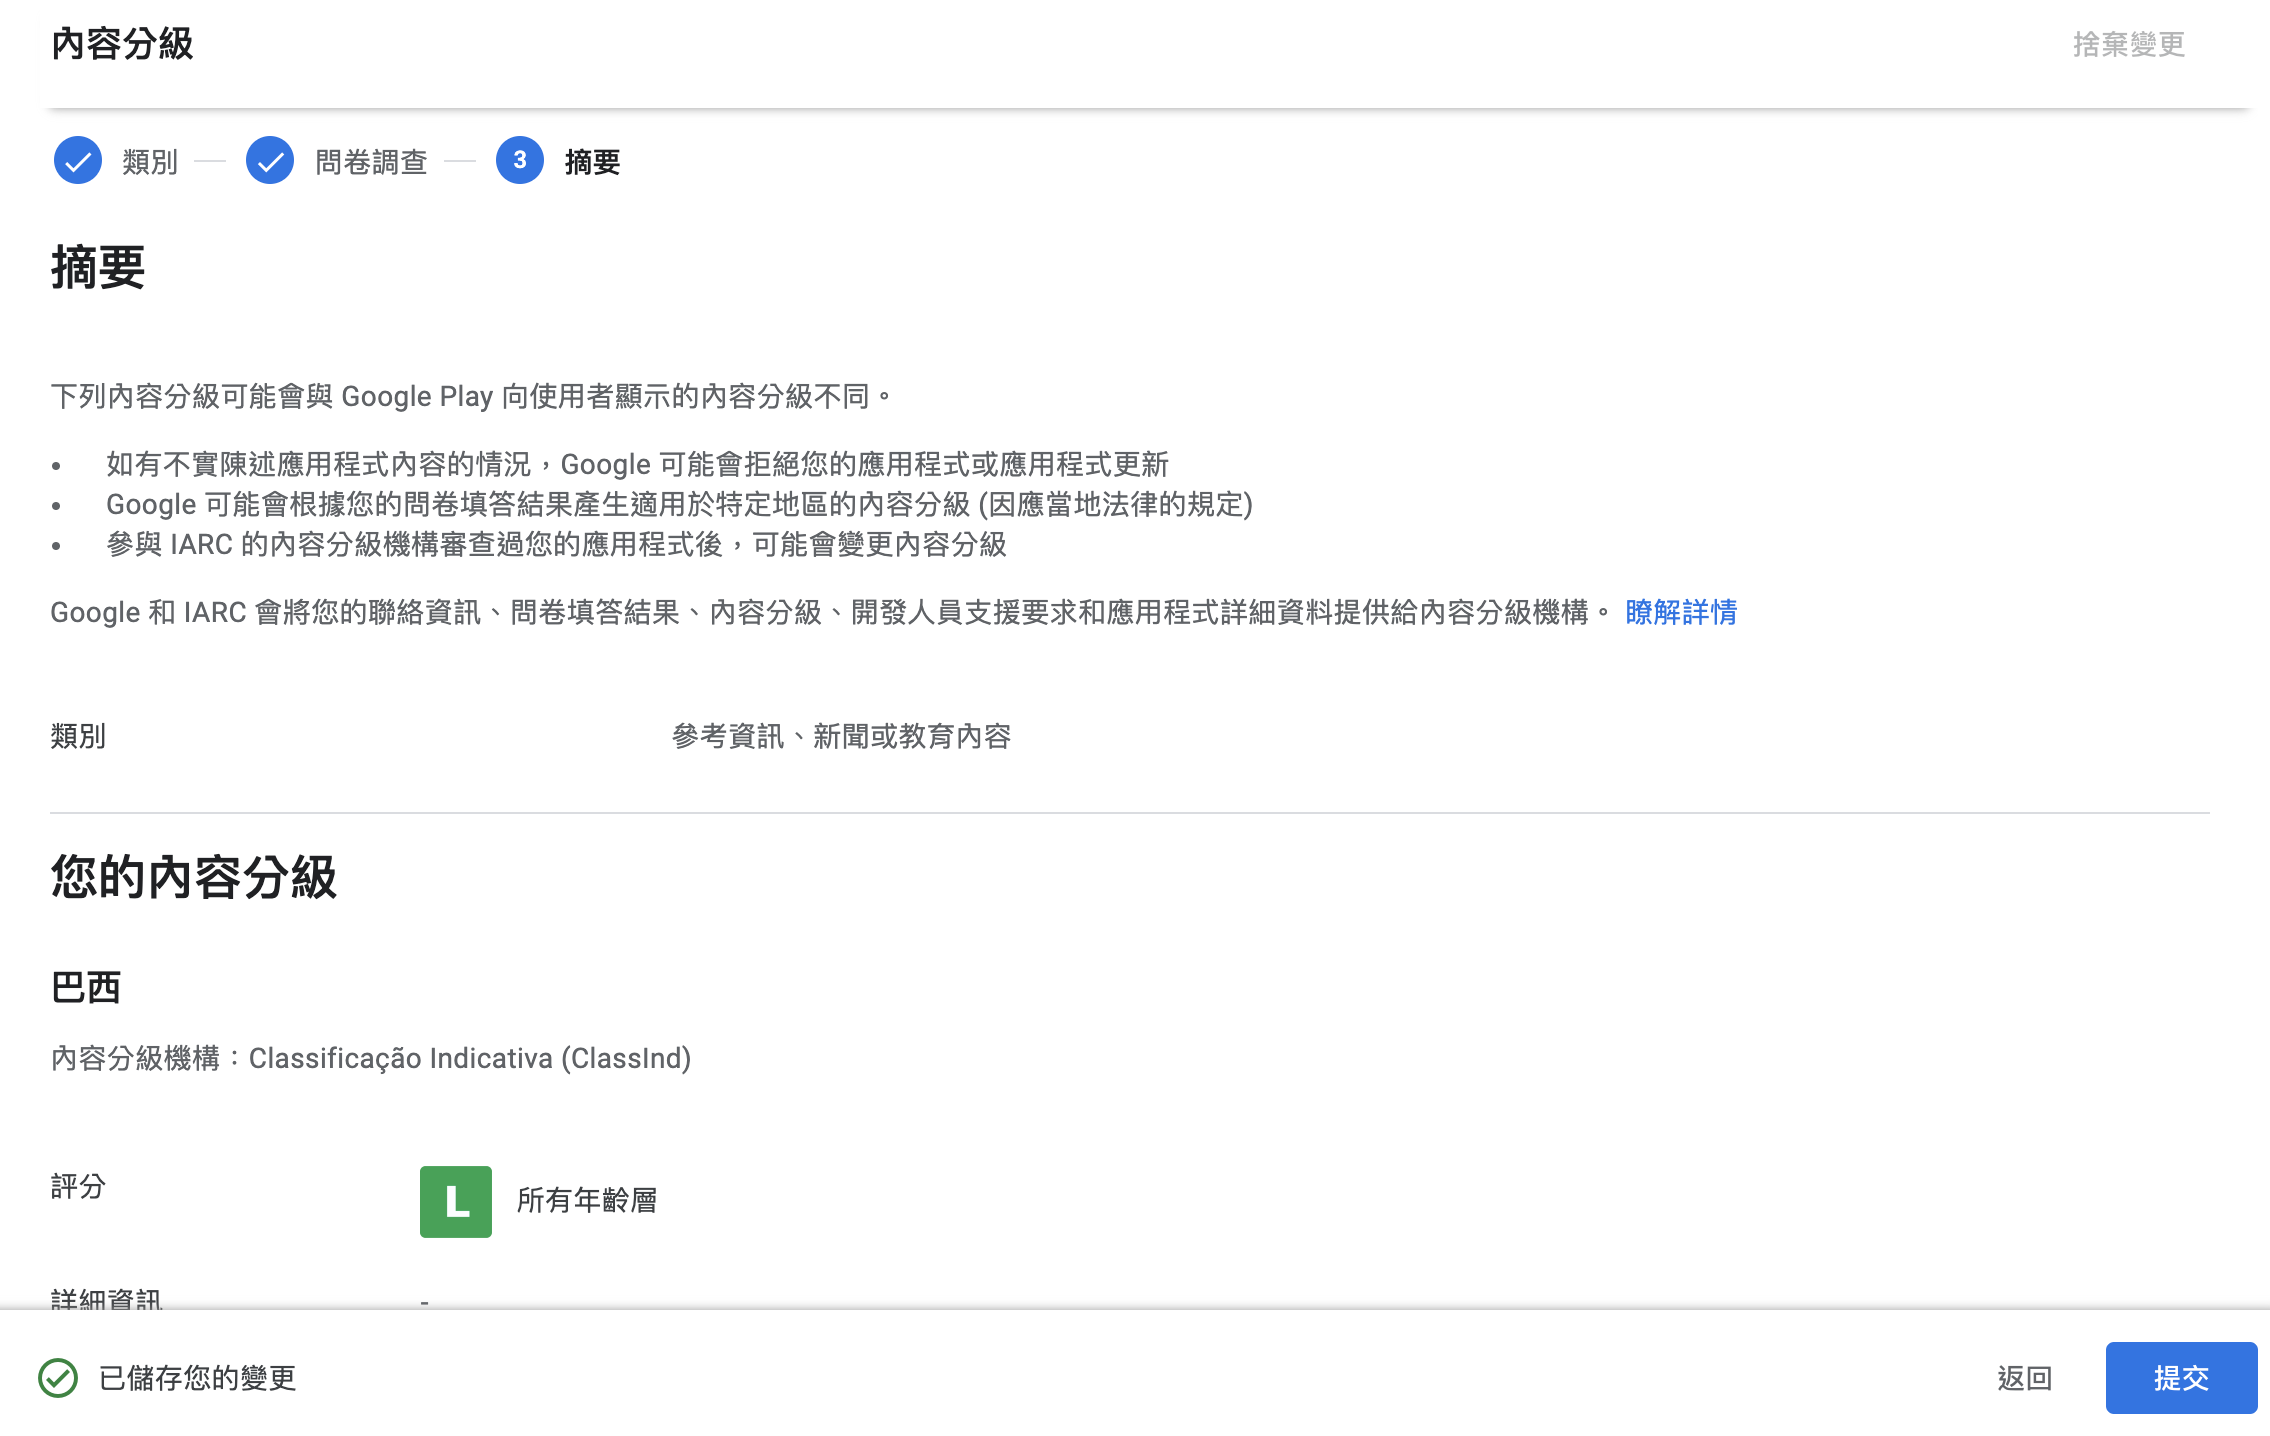 內容分級
捨棄變更
類別
問卷調查
3 摘要
摘要
下列內容分級可能會與 Google Play 向使用者顯示的內容分級不同。
• 如有不實陳述應用程式內容的情況，Google 可能會拒絕您的應用程式或應用程式更新
• Google 可能會根據您的問卷填答結果產生適用於特定地區的內容分級 (因應當地法律的規定)
• 參與 IARC 的內容分級機構審查過您的應用程式後，可能會變更內容分級
Google 和 IARC 會將您的聯絡資訊、問卷填答結果、內容分級、開發人員支援要求和應用程式詳細資料提供給內容分級機構。 瞭解詳情
類別 參考資訊、新聞或教育內容
您的內容分級
巴西
內容分級機構：Classificação Indicativa (ClassInd)
評分 L 所有年齡層
詳細資訊 -
已儲存您的變更
返回
提交